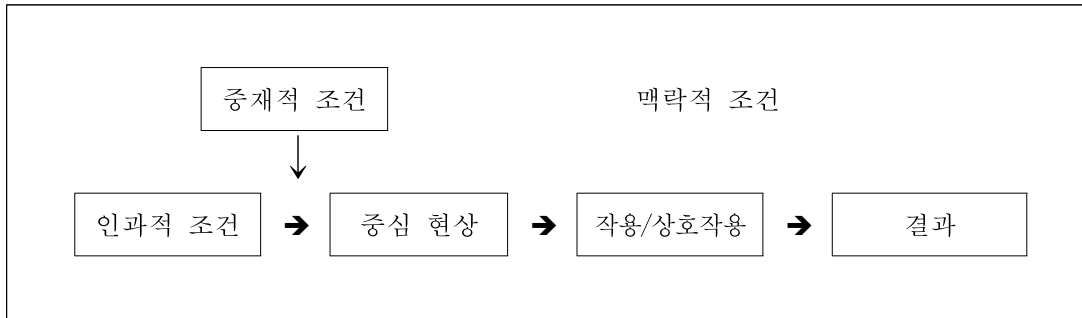 중재적 조건 맥락적 조건
인과적 조건 ➔ 중심 현상 ➔ 작용/상호작용 ➔ 결과